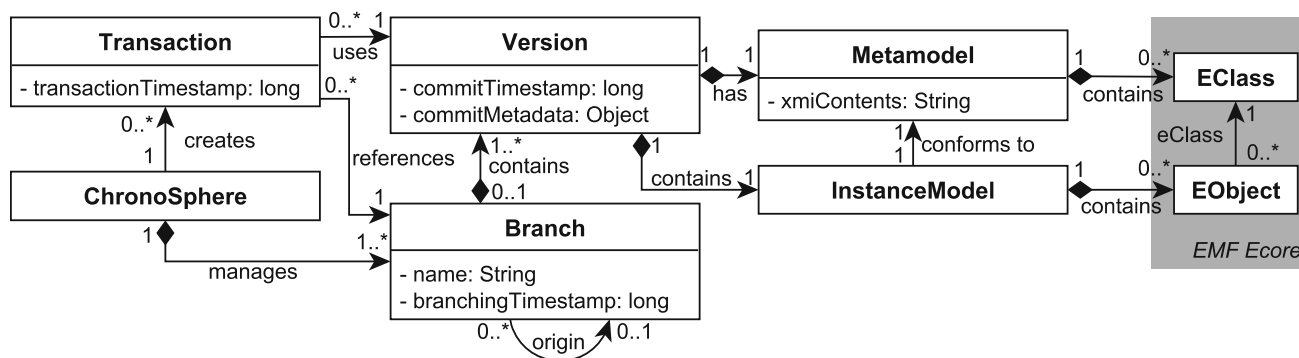 Transaction
- transactionTimestamp: long
0..* 1
uses
Version
- commitTimestamp: long
- commitMetadata: Object
1 1
has
Metamodel
- xmiContents: String
1 0..*
contains
EClass
0..*
references
1
0..*
creates
1
1..*
contains
0..1
1
contains
1
1
conforms to
1
1
eClass
0..*
ChronoSphere
InstanceModel
1 0..*
contains
EObject
EMF Ecore
1
manages
1..*
Branch
- name: String
- branchingTimestamp: long
0..* origin 0..1